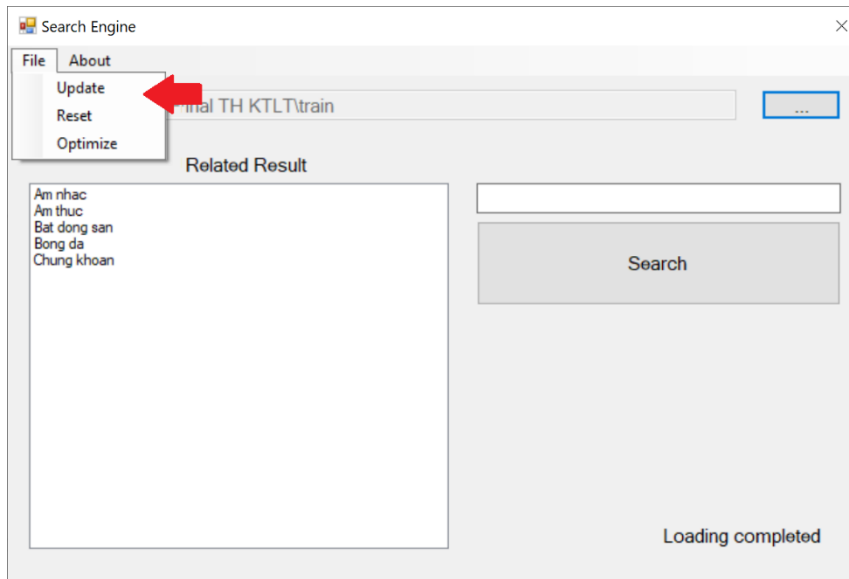 Search Engine
File About
Update
Reset
Optimize
TH KTLT\train
...
Related Result
Am nhac
Am thuc
Bat dong san
Bong da
Chung khoan
Search
Loading completed